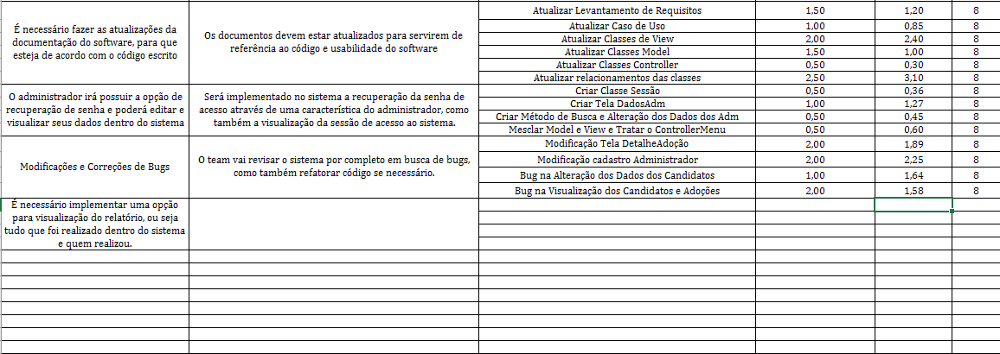 É necessário fazer as atualizações da
documentação do software, para que
esteja de acordo com o código escrito
Os documentos devem estar atualizados para servirem de
referência ao código e usabilidade do software
Atualizar Levantamento de Requisitos 1,50 1,20 8
Atualizar Caso de Uso 1,00 0,85 8
Atualizar Classes de View 2,00 2,40 8
Atualizar Classes Model 1,50 1,00 8
Atualizar Classes Controller 0,50 0,30 8
Atualizar relacionamentos das classes 2,50 3,10 8
O administrador irá possuir a opção de
recuperação de senha e poderá editar e
visualizar seus dados dentro do sistema
Será implementado no sistema a recuperação da senha de
acesso através de uma característica do administrador, como
também a visualização da sessão de acesso ao sistema.
Criar Classe Sessão 0,50 0,36 8
Criar Tela DadosAdm 1,00 1,27 8
Criar Método de Busca e Alteração dos Dados dos Adm 0,50 0,45 8
Mesclar Model e View e Tratar o ControllerMenu 0,50 0,60 8
Modificações e Correções de Bugs
O team vai revisar o sistema por completo em busca de bugs,
como também refatorar código se necessário.
Modificação Tela DetalheAdoção 2,00 1,89 8
Modificação cadastro Administrador 2,00 2,25 8
Bug na Alteração dos Dados dos Candidatos 1,00 1,64 8
Bug na Visualização dos Candidatos e Adoções 2,00 1,58 8
É necessário implementar uma opção
para visualização do relatório, ou seja
tudo que foi realizado dentro do sistema
e quem realizou.